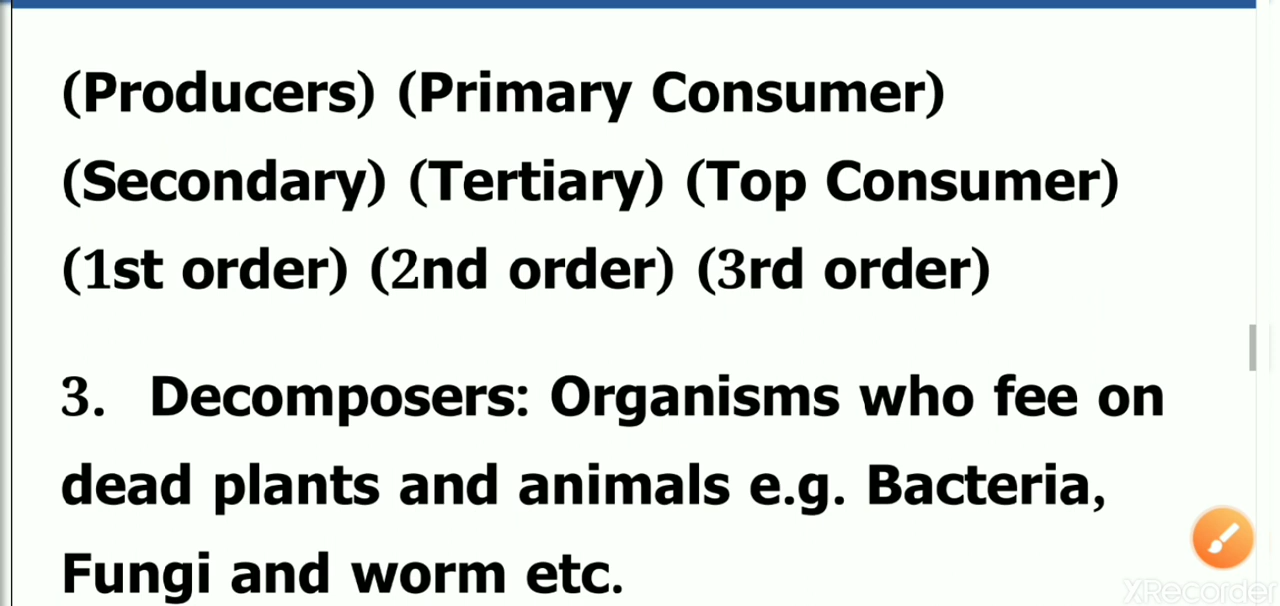 (Producers) (Primary Consumer)
(Secondary) (Tertiary) (Top Consumer)
(1st order) (2nd order) (3rd order)
3. Decomposers: Organisms who fee on
dead plants and animals e.g. Bacteria,
Fungi and worm etc.
XRecorder